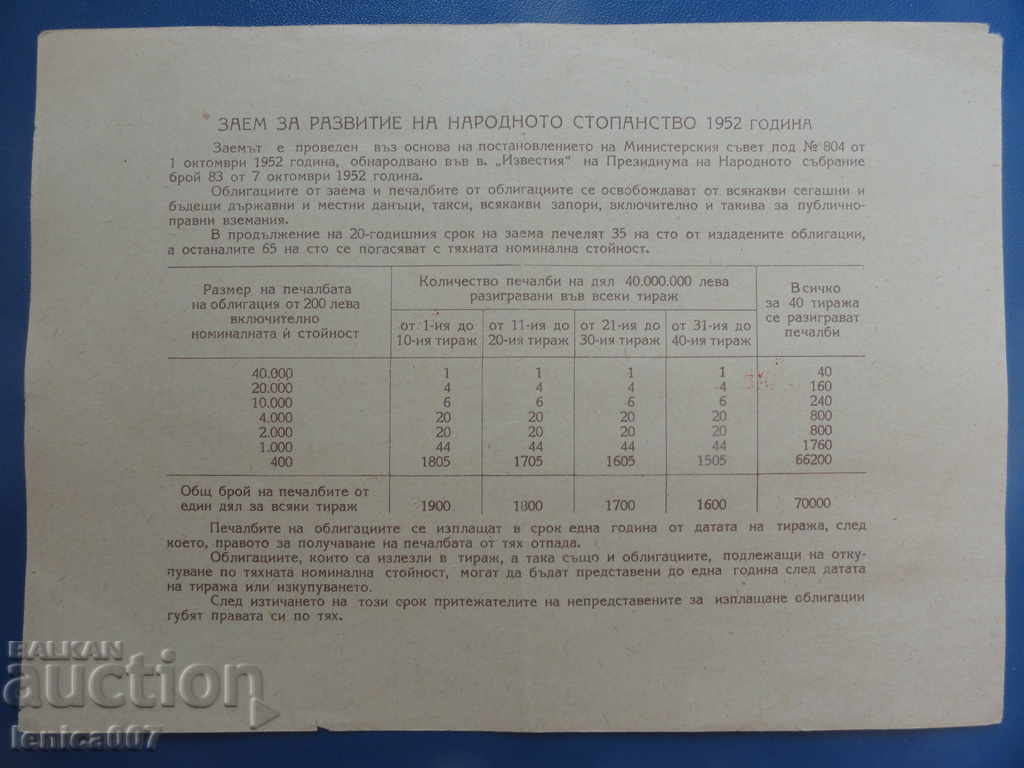 ЗАЕМ ЗА РАЗВИТИЕ НА НАРОДНОТО СТОПАНСТВО 1952 ГОДИНА
Заемът е проведен въз основа на постановлението на Министерския съвет под № 804 от
1 октомври 1952 година, обнародвано във в. „Известия“ на Президиума на Народното събрание
брой 83 от 7 октомври 1952 година.
Облигациите от заема и печалбите от облигациите се освобождават от всякакви сегашни и
бъдещи държавни и местни данъци, такси, всякакви запори, включително и такива за публично-
правни вземания.
В продължение на 20-годишния срок на заема печелят 35 на сто от издадените облигации,
а останалите 65 на сто се погасяват с тяхната номинална стойност.
Размер на печалбата
на облигация от 200 лева
включително
номиналната ѝ стойност
Количество печалби на дял 40.000.000 лева
разигравани във всеки тираж
от 1-ия до
10-ия тираж
от 11-ия до
20-ия тираж
от 21-ия до
30-ия тираж
от 31-ия до
40-ия тираж
Всичко
за 40 тиража
се разиграват
печалби
40.000 1 1 1 1 40
20.000 4 4 4 4 160
10.000 6 6 6 6 240
4.000 20 20 20 20 800
2.000 20 20 20 20 800
1.000 44 44 44 44 1760
400 1805 1705 1605 1505 66200
Общ брой на печалбите от
един дял за всяки тираж 1900 1800 1700 1600 70000
Печалбите на облигациите се изплащат в срок една година от датата на тиража, след
което, правото за получаване на печалбата от тях отпада.
Облигациите, които са излезли в тираж, а така също и облигациите, подлежащи на отку-
пуване по тяхната номинална стойност, могат да бъдат представени до една година след датата
на тиража или изкупуването.
След изтичането на този срок притежателите на непредставените за изплащане облигации
губят правата си по тях.
BALKAN
auction
lenica007